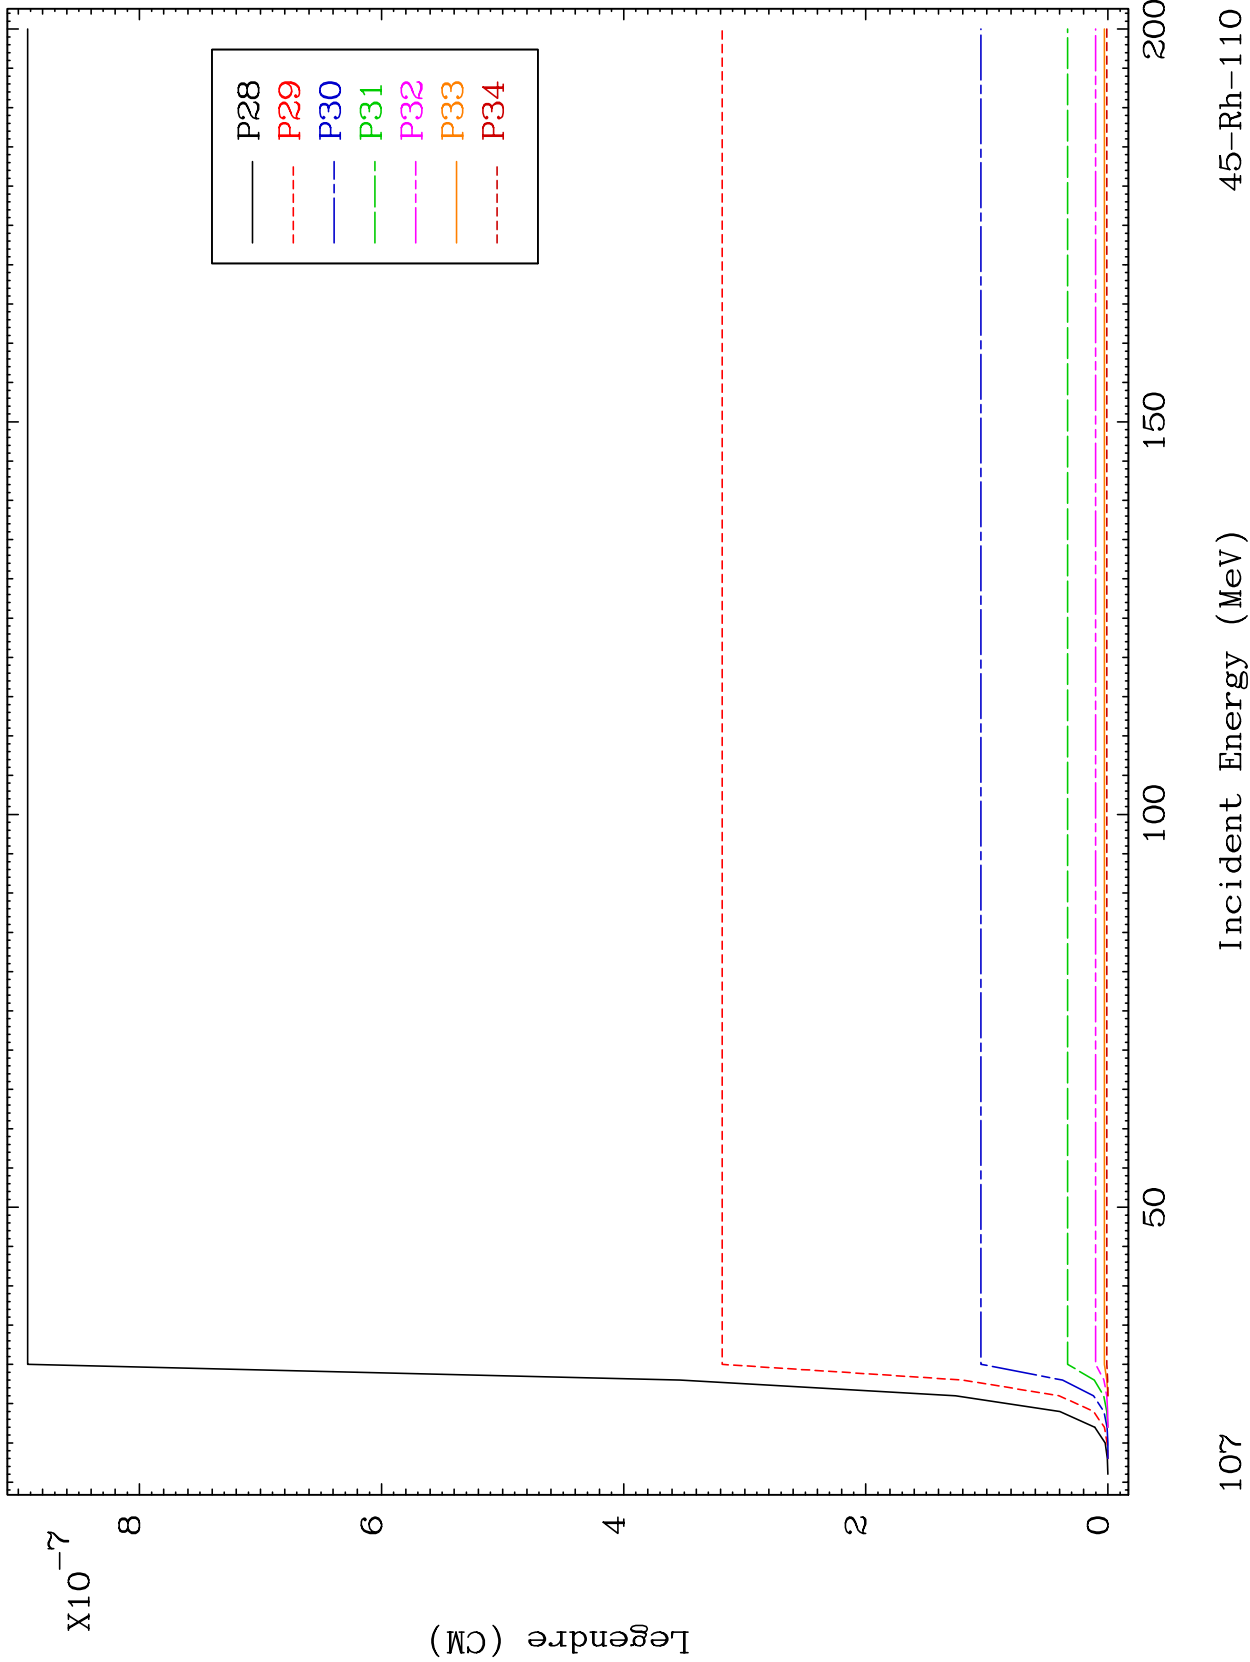 X10-7
8
6
4
2
0
Legendre (CM)
P28
P29
P30
P31
P32
P33
P34
50
100
150
200
Incident Energy (MeV)
107
45-Rh-110